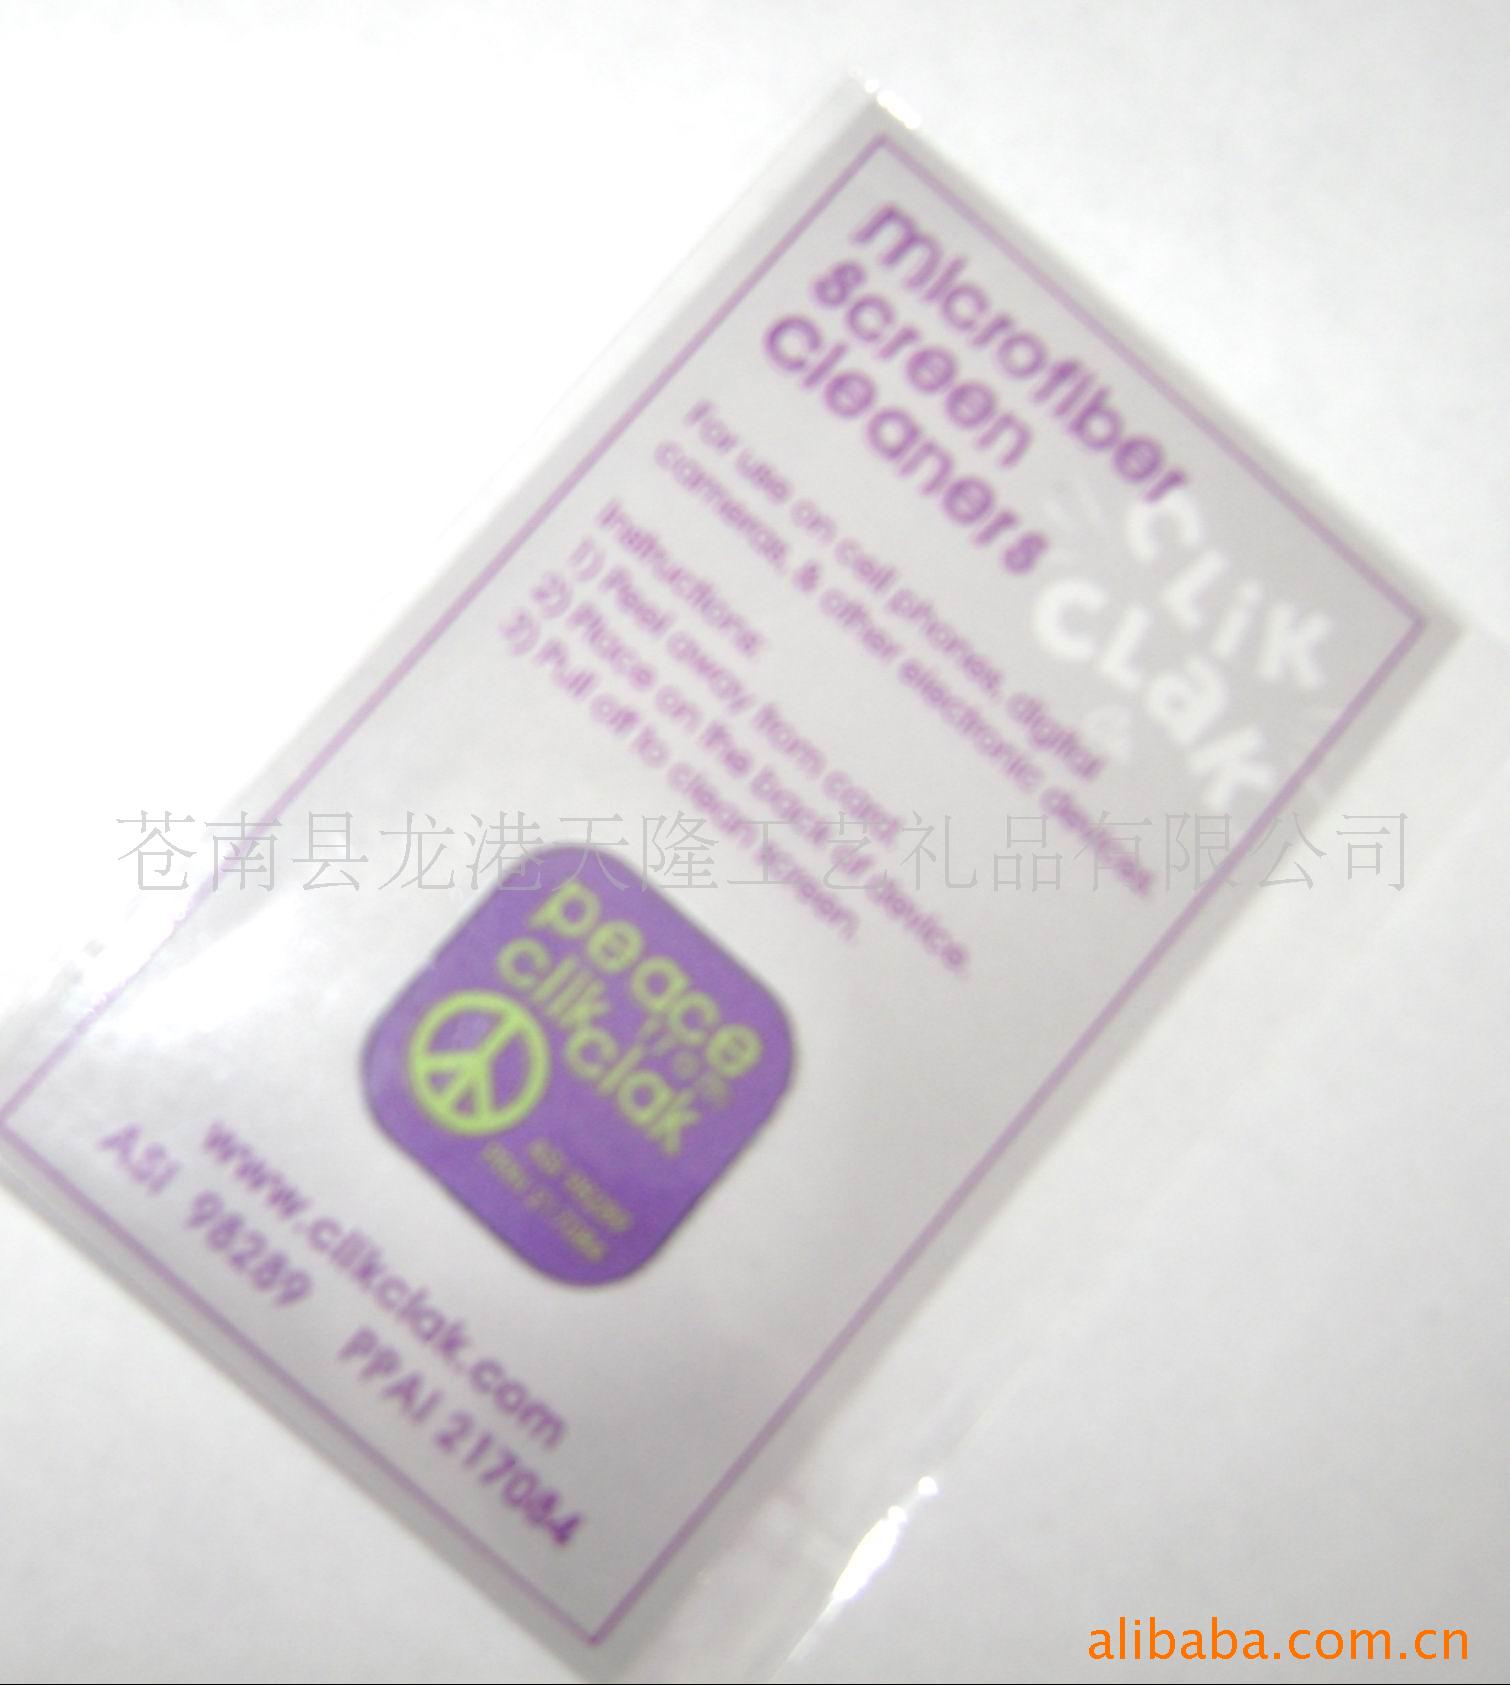 microfiber
screen
cleaners
CLiK
CLaK
For use on cell phones, digital
cameras, & other electronic devices
Instructions:
1) Peel away from card
2) Place on the back of device
3) Pull off to clean screen
peace
from
clikclak
www.clikclak.com
ASI 98289 PPAI 217084
苍南县龙港天隆工艺礼品有限公司
alibaba.com.cn